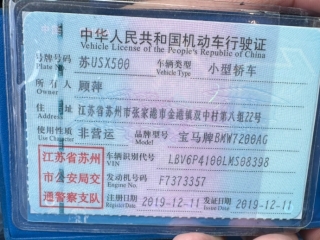 中华人民共和国机动车行驶证
Vehicle License of the People's Republic of China
号牌号码 苏USX500 车辆类型 小型轿车
Plate No. Vehicle Type
所有人 顾萍
Owner
住址 江苏省苏州市张家港市金港镇双中村第八组22号
Address
使用性质 非营运 品牌型号 宝马牌BMW7200AG
Use Character Model
江苏省苏州
市公安局交
通警察支队
车辆识别代号 LBV6P4100LMS08398
VIN
发动机号码 F7373357
Engine No.
注册日期 2019-12-11 发证日期 2019-12-11
Register Date Issue Date